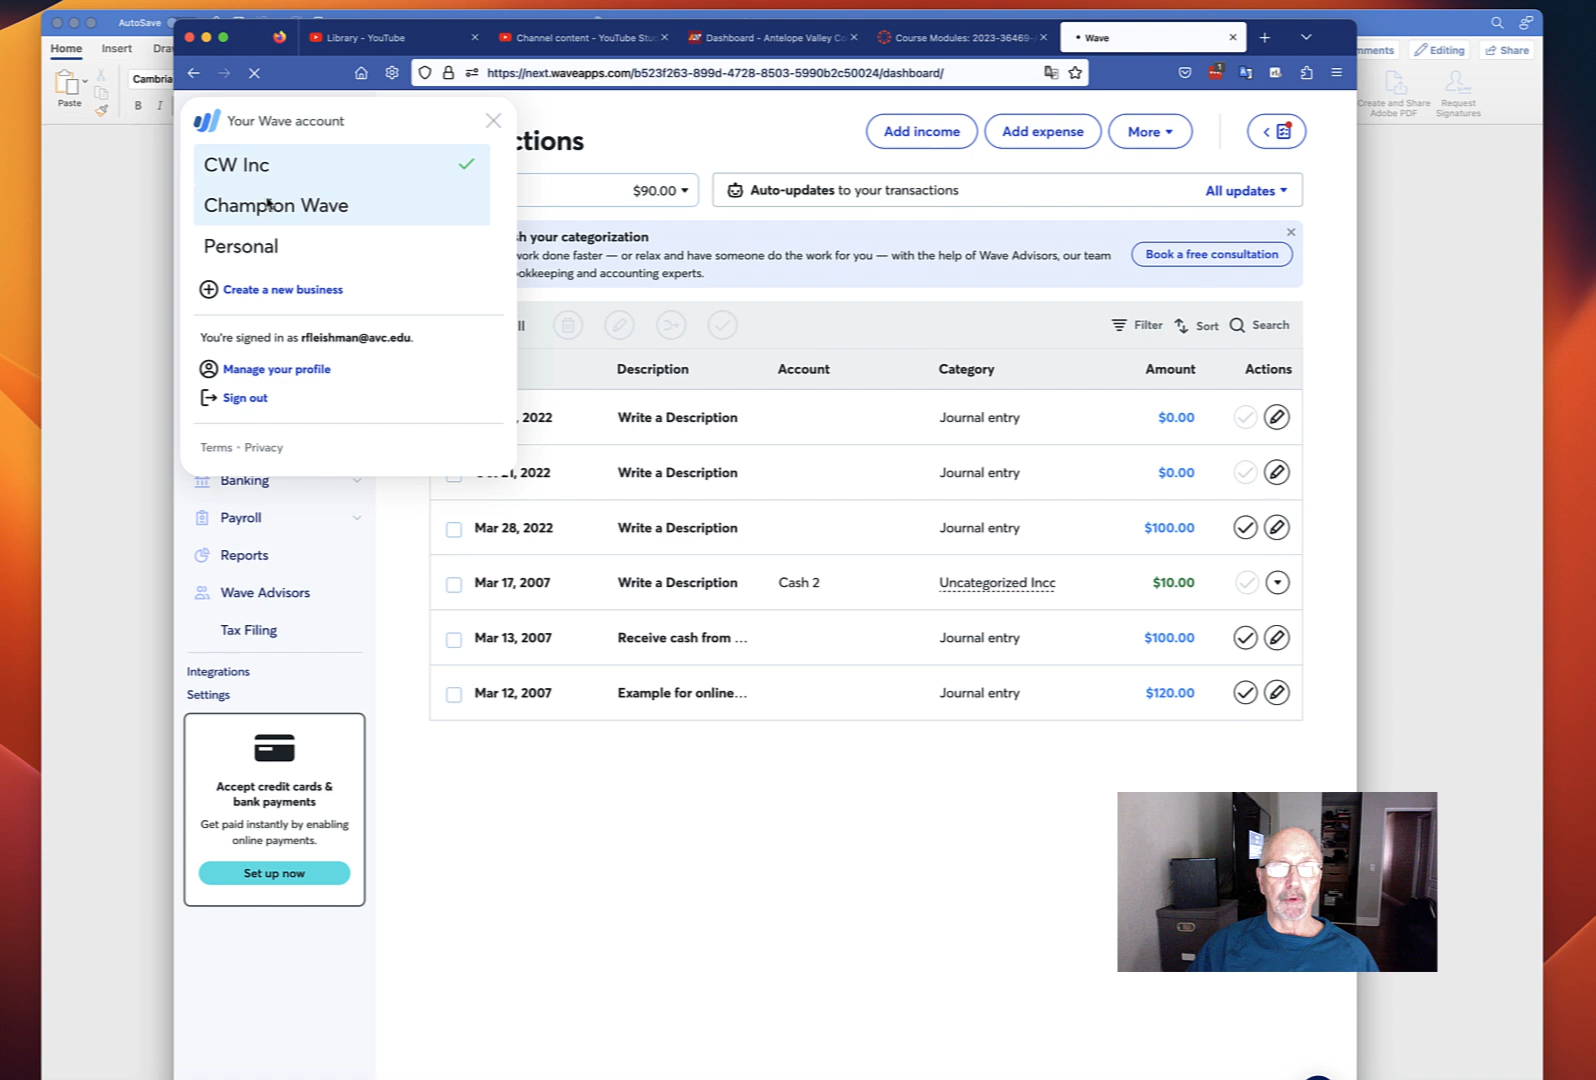 AutoSave
Home
Insert
Dra
Comments
Editing
Share
Paste
Cambria
B
I
Create and Share
Adobe PDF
Request
Signatures
Library - YouTube
Channel content - YouTube Stu
Dashboard - Antelope Valley Co
Course Modules: 2023-36469-
Wave
https://next.waveapps.com/b523f263-899d-4728-8503-5990b2c50024/dashboard/
1
Your Wave account
CW Inc
Champion Wave
Personal
Create a new business
You're signed in as rfleishman@avc.edu.
Manage your profile
Sign out
Terms · Privacy
Banking
Payroll
Reports
Wave Advisors
Tax Filing
Integrations
Settings
Accept credit cards &
bank payments
Get paid instantly by enabling
online payments.
Set up now
ctions
Add income
Add expense
More
$90.00
Auto-updates to your transactions
All updates
h your categorization
work done faster — or relax and have someone do the work for you — with the help of Wave Advisors, our team
ookkeeping and accounting experts.
Book a free consultation
ll
Filter
Sort
Search
Description
Account
Category
Amount
Actions
, 2022
Write a Description
Journal entry
$0.00
2022
Write a Description
Journal entry
$0.00
Mar 28, 2022
Write a Description
Journal entry
$100.00
Mar 17, 2007
Write a Description
Cash 2
Uncategorized Incc
$10.00
Mar 13, 2007
Receive cash from ...
Journal entry
$100.00
Mar 12, 2007
Example for online...
Journal entry
$120.00